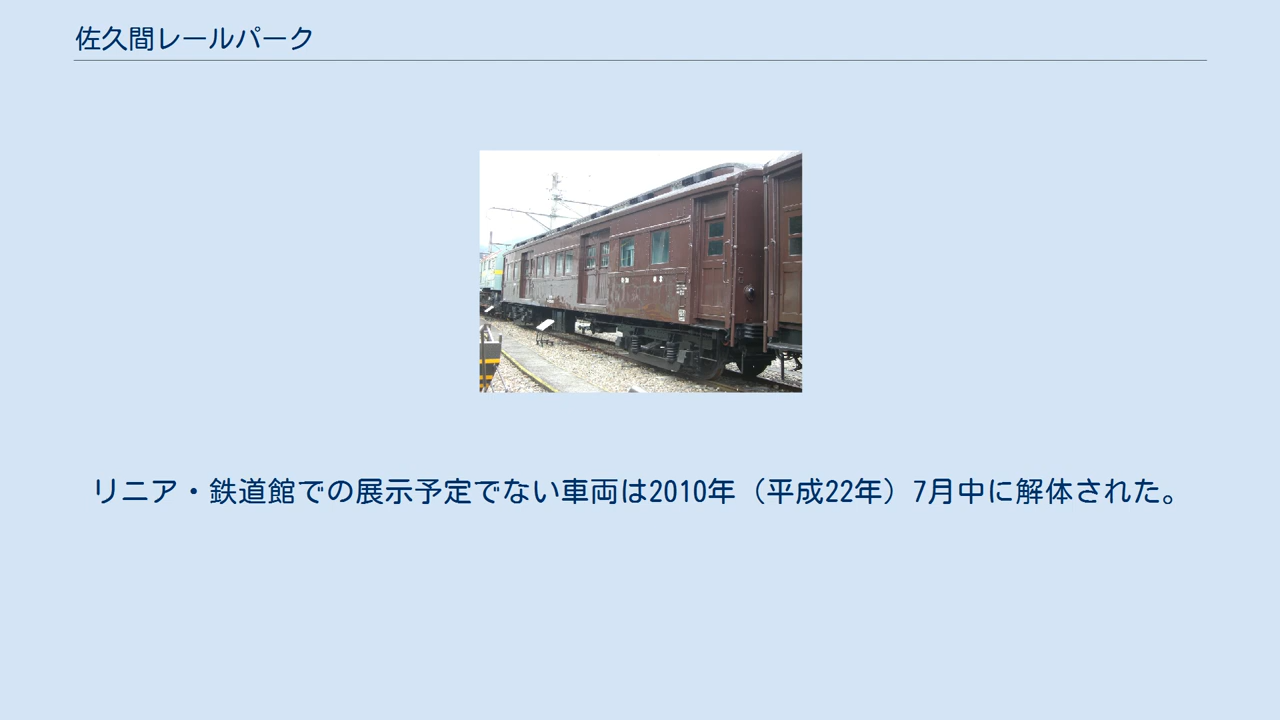 佐久間レールパーク
リニア・鉄道館での展示予定でない車両は2010年（平成22年）7月中に解体された。